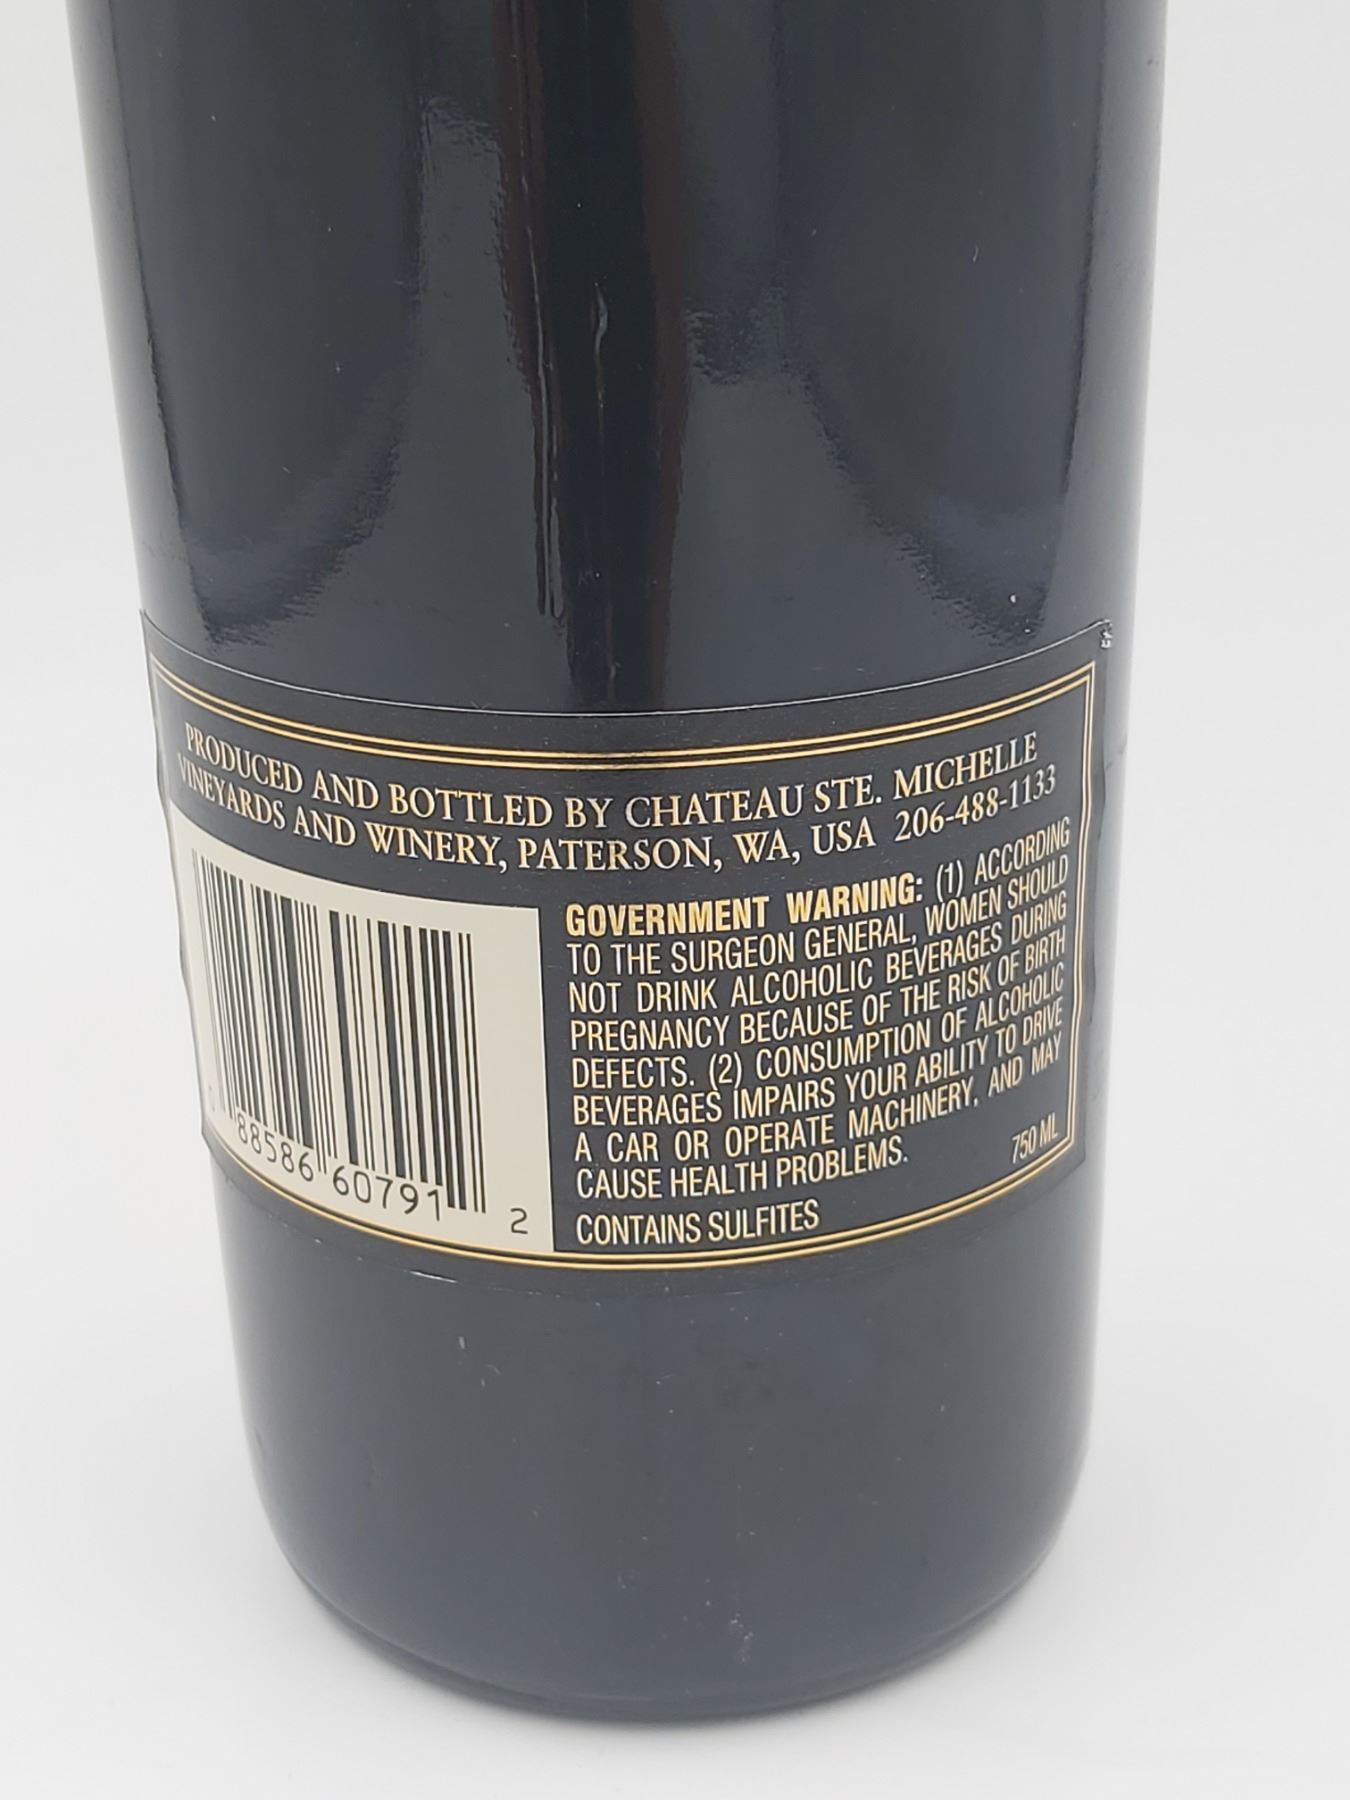 PRODUCED AND BOTTLED BY CHATEAU STE. MICHELLE
VINEYARDS AND WINERY, PATERSON, WA, USA 206-488-1133
GOVERNMENT WARNING: (1) ACCORDING
TO THE SURGEON GENERAL, WOMEN SHOULD
NOT DRINK ALCOHOLIC BEVERAGES DURING
PREGNANCY BECAUSE OF THE RISK OF BIRTH
DEFECTS. (2) CONSUMPTION OF ALCOHOLIC
BEVERAGES IMPAIRS YOUR ABILITY TO DRIVE
A CAR OR OPERATE MACHINERY, AND MAY
CAUSE HEALTH PROBLEMS.
750 ML
CONTAINS SULFITES
88586 60791 2